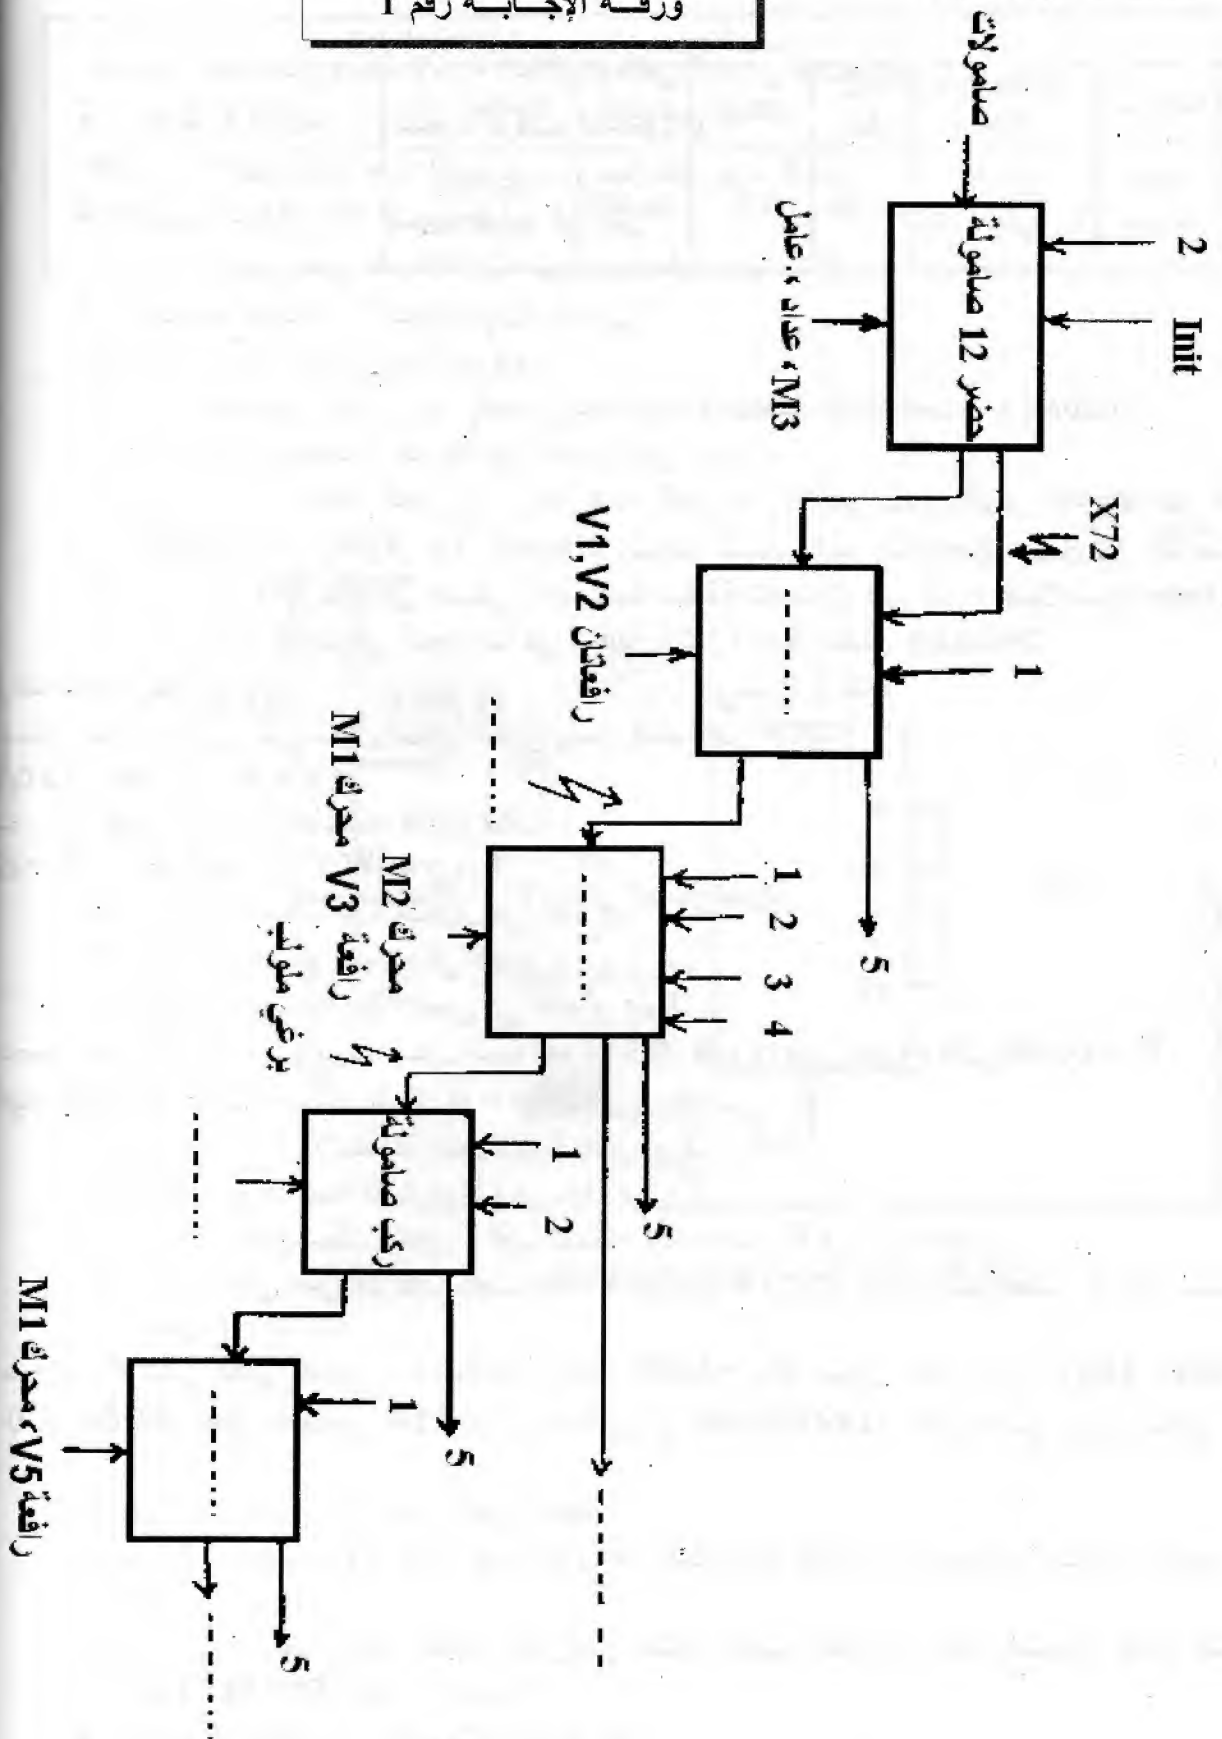 ورقة الإجابة رقم 1
صامولات
2
Init
حضر 12 صامولة
M3، عداد، عامل
X72
1
5
رافعتان V1,V2
1
2
3
4
5
محرك M2
رافعة V3 محرك M1
برغي ملولب
ركب صامولة
1
2
5
1
5
رافعة V5، محرك M1